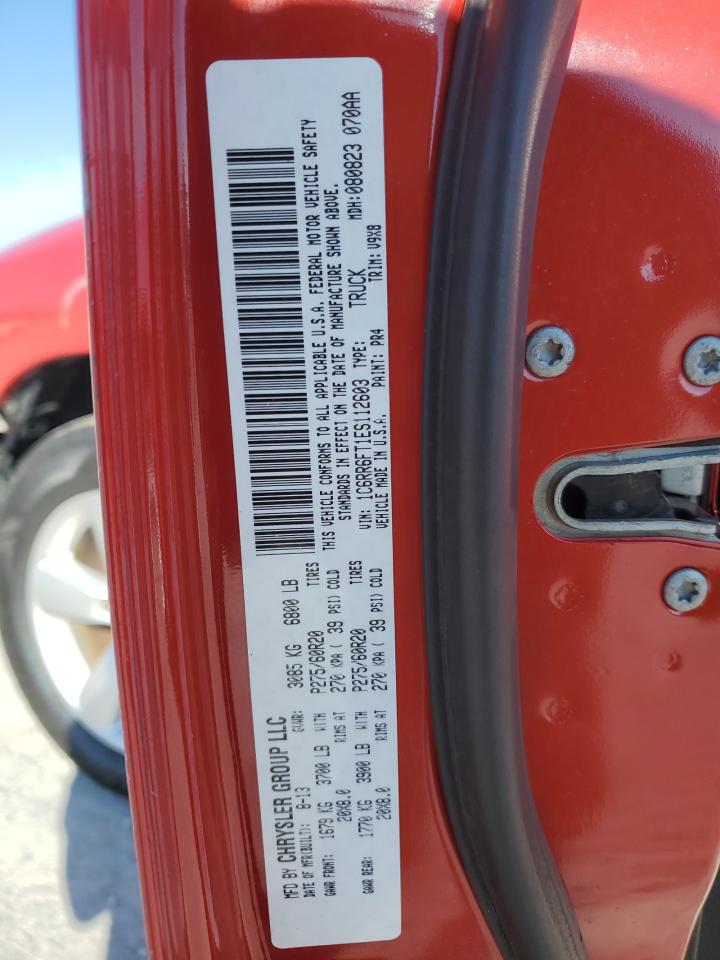 MFD BY CHRYSLER GROUP LLC
DATE OF MFR(BUILT): 8-13 GVWR: 3085 KG 6800 LB
GAWR FRONT: 1679 KG 3700 LB WITH P275/60R20 TIRES
20X8.0 RIMS AT 270 KPA ( 39 PSI) COLD
GAWR REAR: 1770 KG 3900 LB WITH P275/60R20 TIRES
20X8.0 RIMS AT 270 KPA ( 39 PSI) COLD
THIS VEHICLE CONFORMS TO ALL APPLICABLE U.S.A. FEDERAL MOTOR VEHICLE SAFETY
STANDARDS IN EFFECT ON THE DATE OF MANUFACTURE SHOWN ABOVE.
VIN: 1C6RR6FT1ES112603 TYPE: TRUCK MDH:080823 070AA
VEHICLE MADE IN U.S.A. PAINT: PR4 TRIM: V9X8